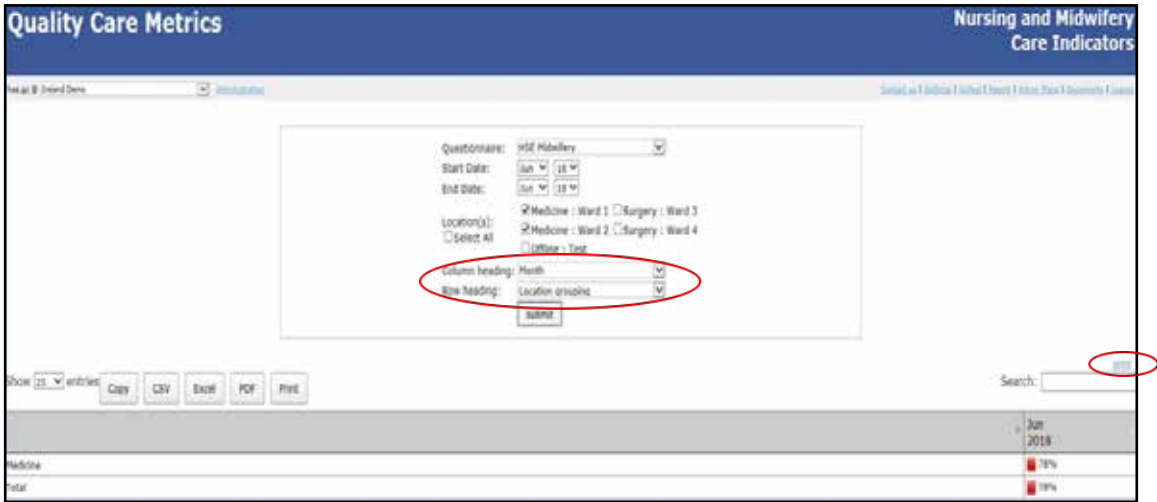 Quality Care Metrics
Nursing and Midwifery
Care Indicators
Questionnaire: HSE Midwifery
Start Date: Jun 18
End Date: Jun 18
Location(s):
Select All
Medicine : Ward 1 Surgery : Ward 3
Medicine : Ward 2 Surgery : Ward 4
Offline : Test
Column heading: Month
Row heading: Location grouping
submit
Show 25 entries
Copy CSV Excel PDF Print
Search:
Jun
2018
Medicine 78%
Total 78%